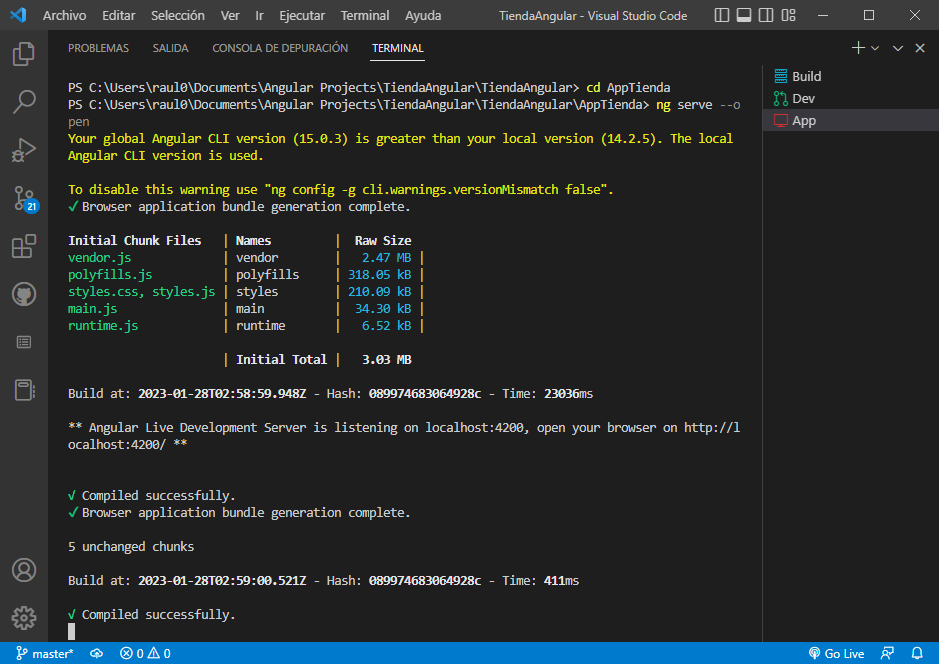 Archivo Editar Selección Ver Ir Ejecutar Terminal Ayuda TiendaAngular - Visual Studio Code
PROBLEMAS SALIDA CONSOLA DE DEPURACIÓN TERMINAL
PS C:\Users\raul0\Documents\Angular Projects\TiendaAngular\TiendaAngular> cd AppTienda
PS C:\Users\raul0\Documents\Angular Projects\TiendaAngular\TiendaAngular\AppTienda> ng serve --o
pen
Your global Angular CLI version (15.0.3) is greater than your local version (14.2.5). The local
Angular CLI version is used.
To disable this warning use "ng config -g cli.warnings.versionMismatch false".
✓ Browser application bundle generation complete.
Initial Chunk Files | Names | Raw Size
vendor.js | vendor | 2.47 MB |
polyfills.js | polyfills | 318.05 kB |
styles.css, styles.js | styles | 210.09 kB |
main.js | main | 34.30 kB |
runtime.js | runtime | 6.52 kB |
| Initial Total | 3.03 MB
Build at: 2023-01-28T02:58:59.948Z - Hash: 089974683064928c - Time: 23036ms
** Angular Live Development Server is listening on localhost:4200, open your browser on http://l
ocalhost:4200/ **
√ Compiled successfully.
✓ Browser application bundle generation complete.
5 unchanged chunks
Build at: 2023-01-28T02:59:00.521Z - Hash: 089974683064928c - Time: 411ms
√ Compiled successfully.
Build
Dev
App
21
master* 0 0 Go Live